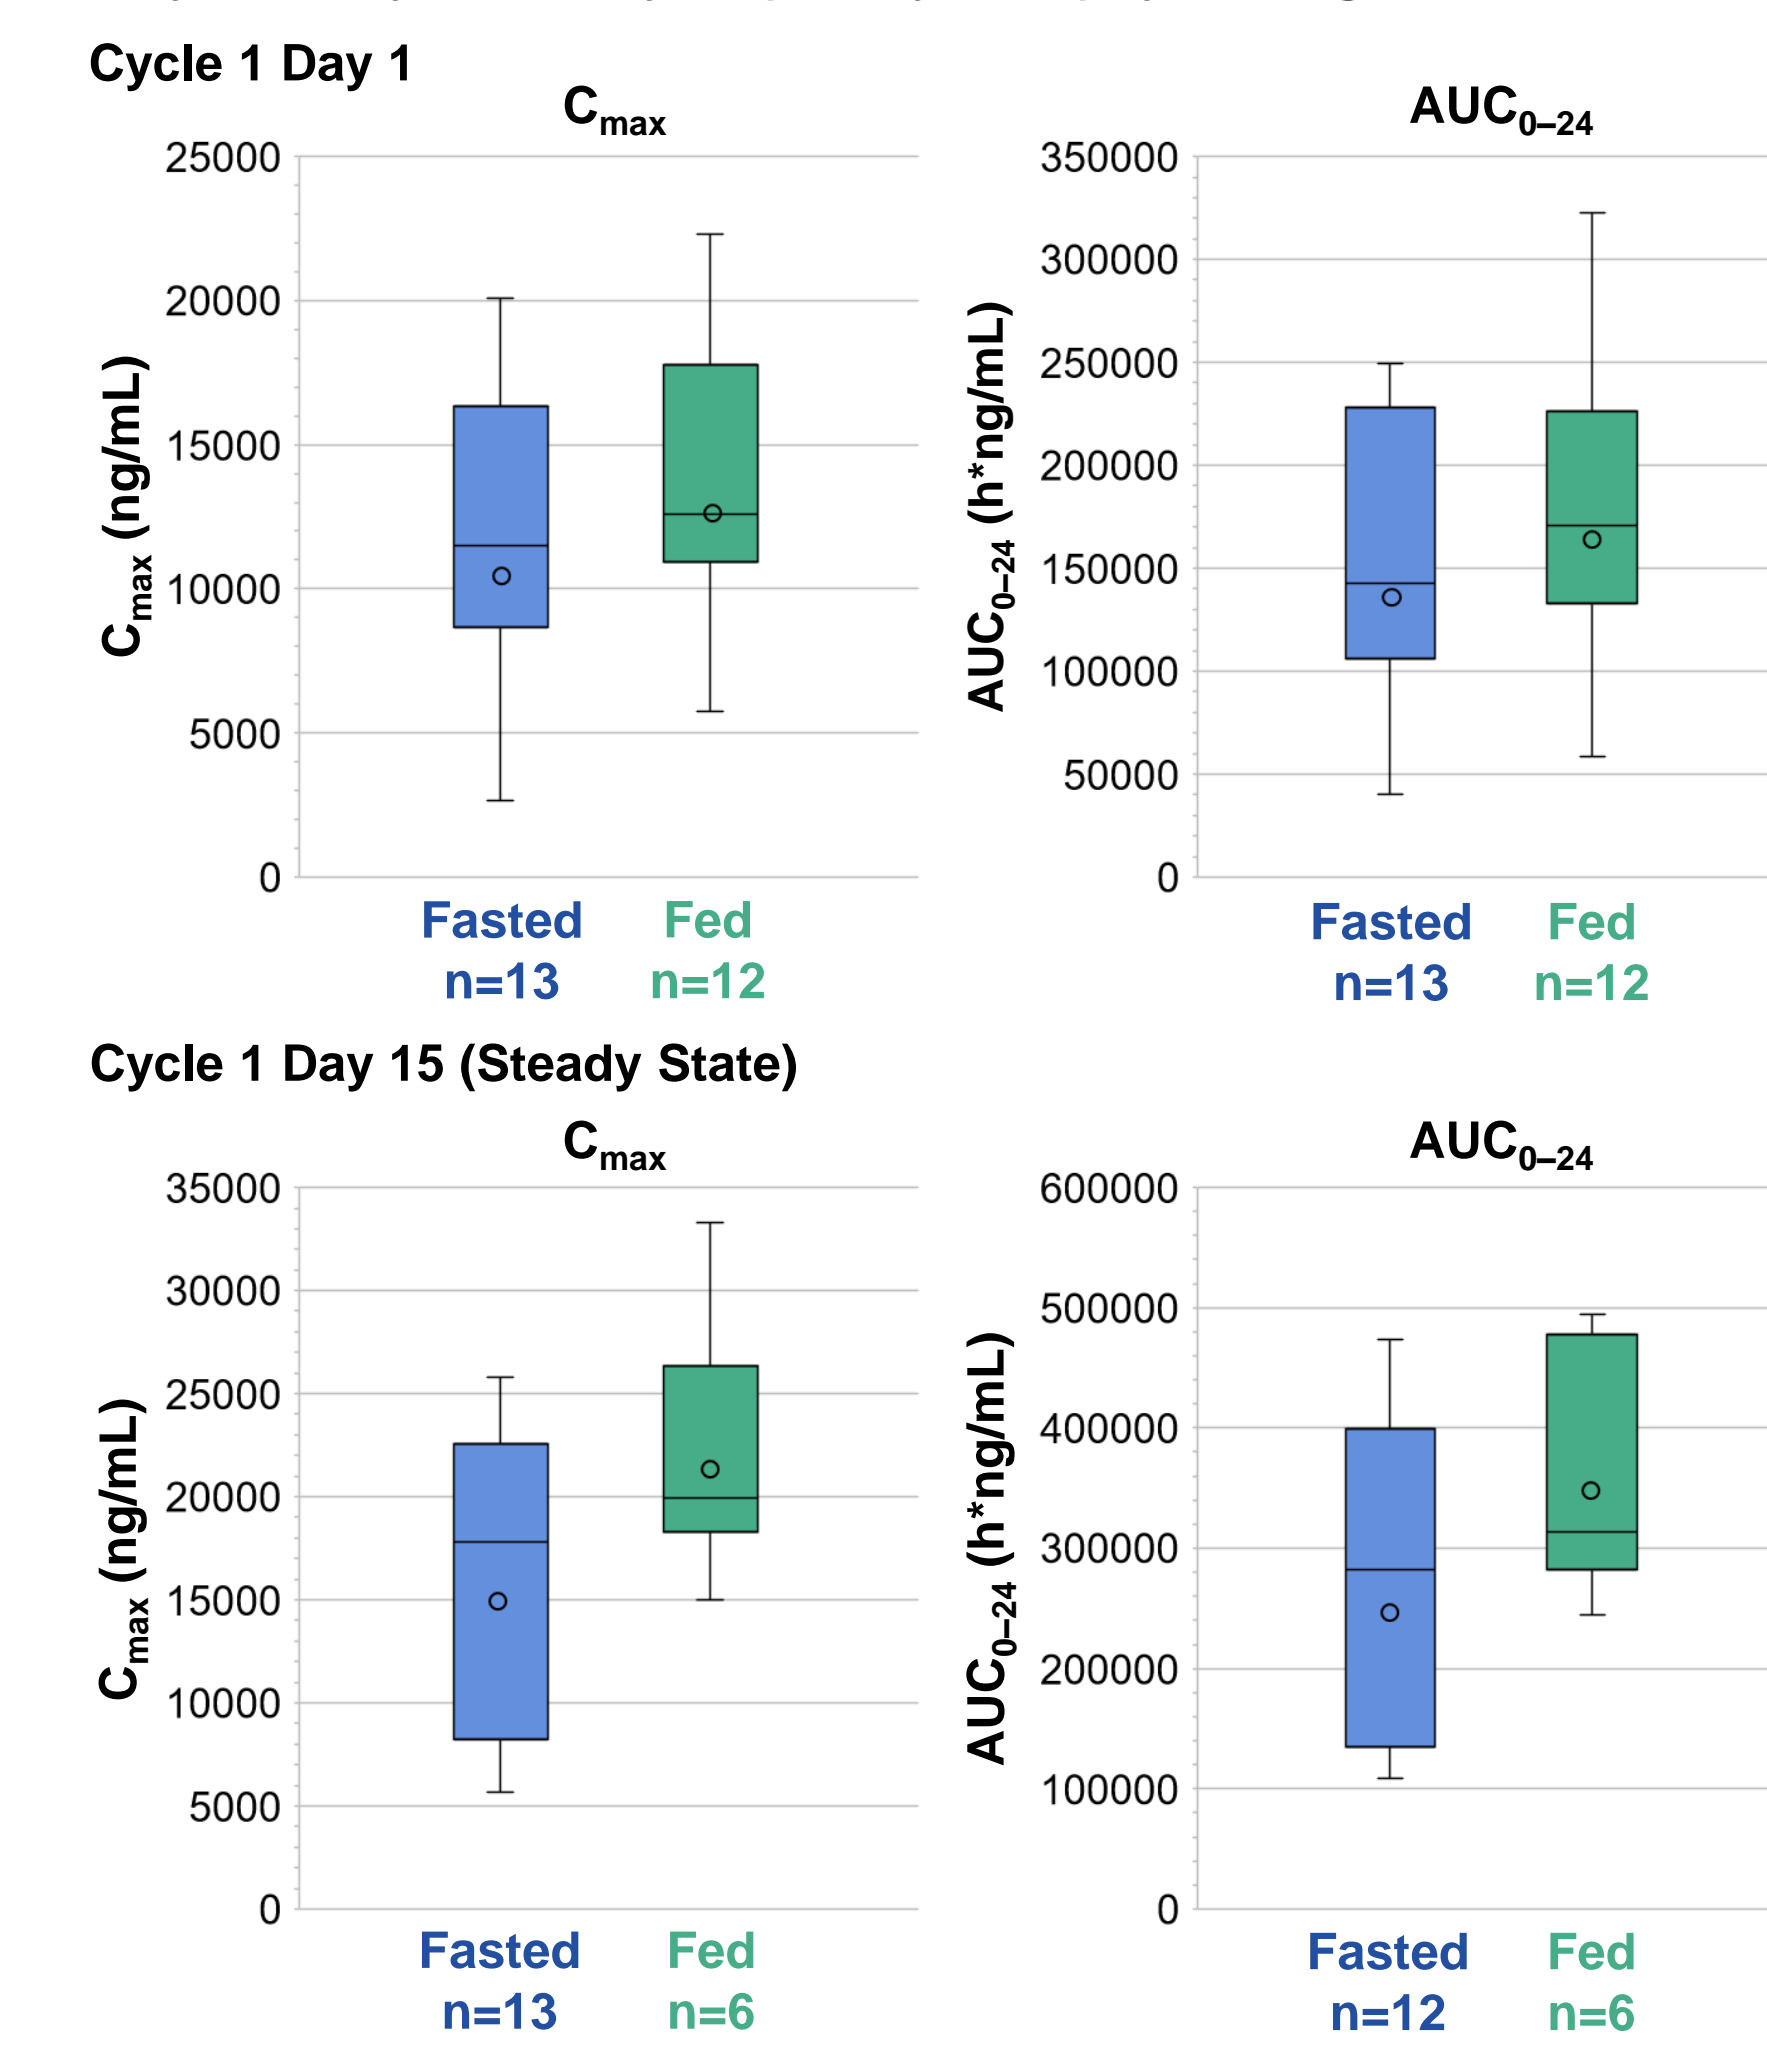 Cycle 1 Day 1
Cmax
AUC0–24
Cmax (ng/mL)
25000
20000
15000
10000
5000
0
AUC0–24 (h*ng/mL)
350000
300000
250000
200000
150000
100000
50000
0
Fasted Fed
n=13 n=12
Fasted Fed
n=13 n=12
Cycle 1 Day 15 (Steady State)
Cmax
AUC0–24
Cmax (ng/mL)
35000
30000
25000
20000
15000
10000
5000
0
AUC0–24 (h*ng/mL)
600000
500000
400000
300000
200000
100000
0
Fasted Fed
n=13 n=6
Fasted Fed
n=12 n=6